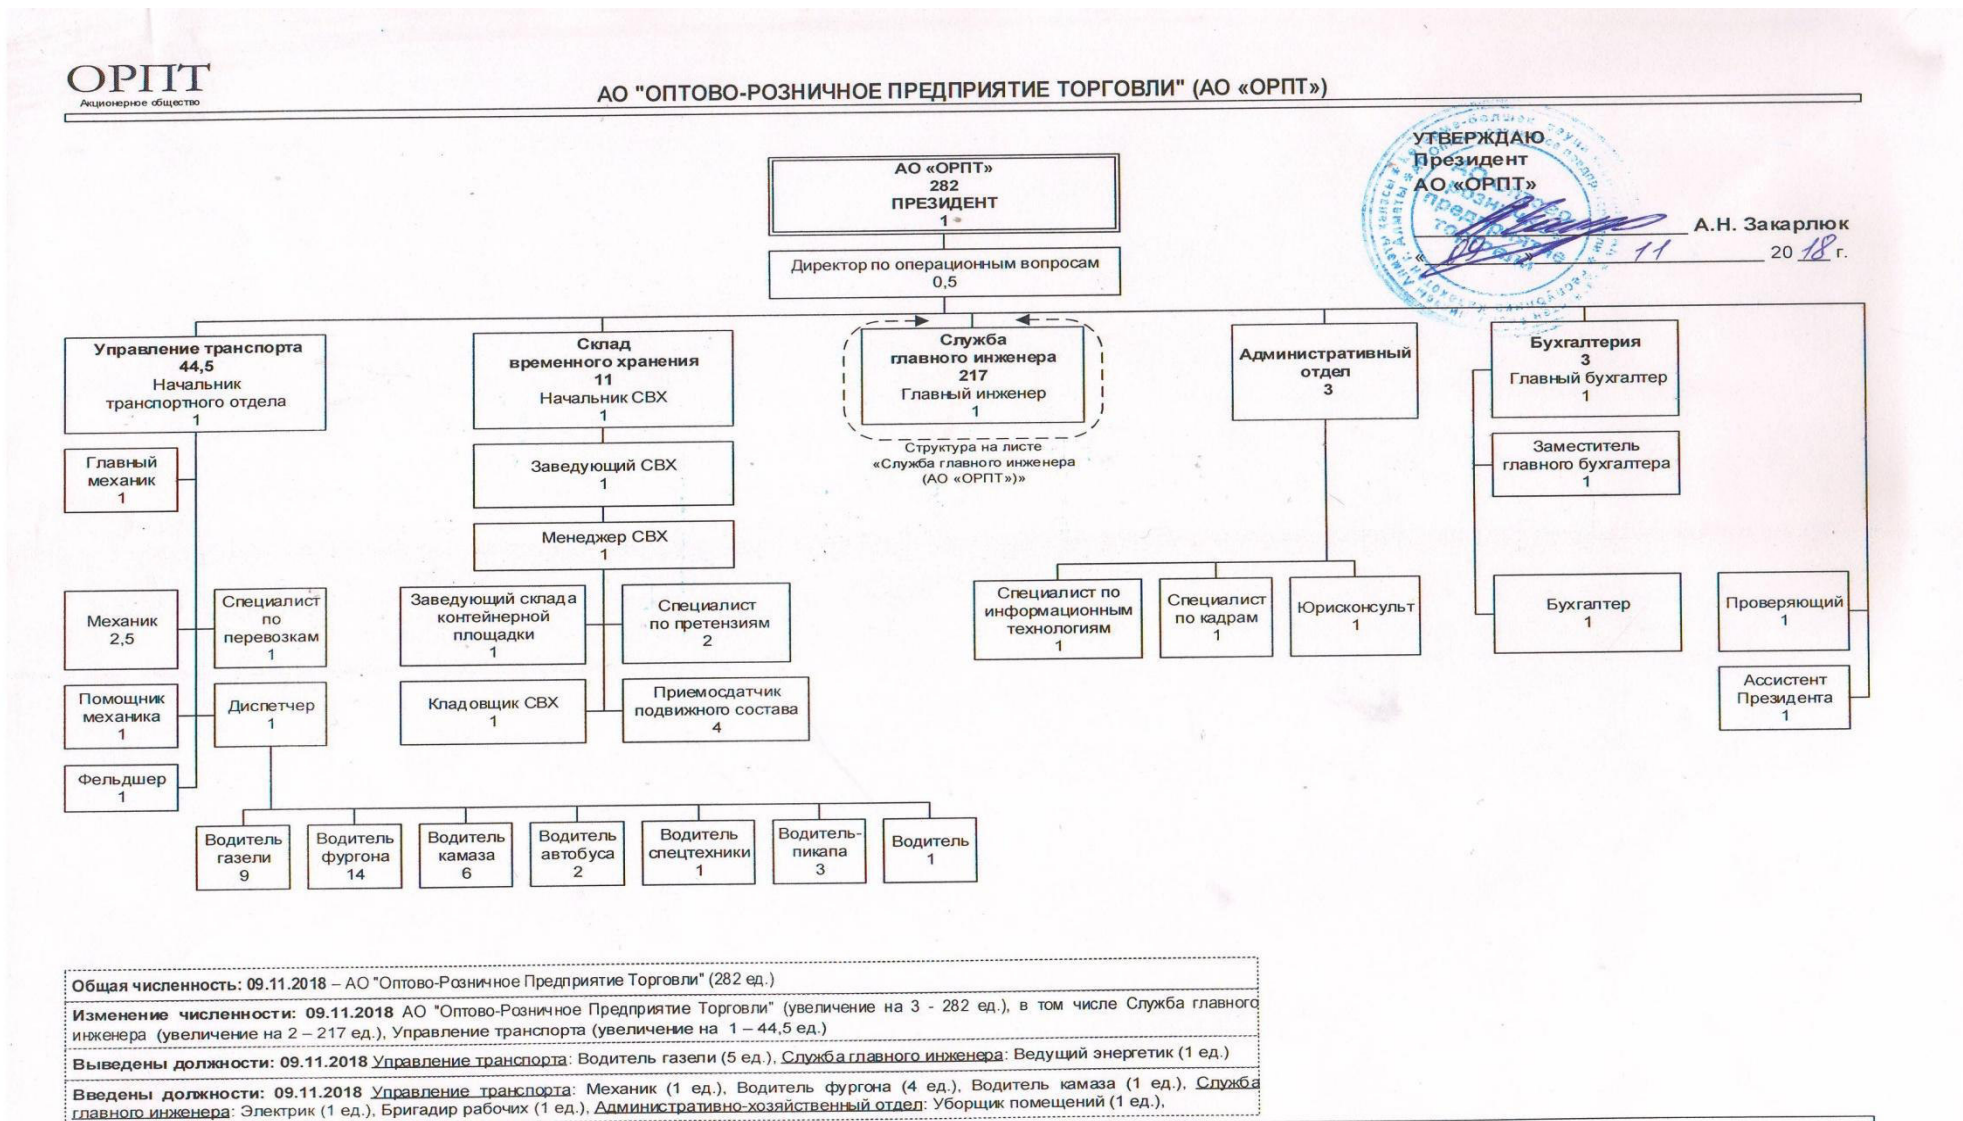 ОРПТ
Акционерное общество
АО "ОПТОВО-РОЗНИЧНОЕ ПРЕДПРИЯТИЕ ТОРГОВЛИ" (АО «ОРПТ»)
УТВЕРЖДАЮ
Президент
АО «ОРПТ»
А.Н. Закарлюк
« 09 » 11 20 18 г.
АО Оптово
розничное
предприятие
торговли
АО «ОРПТ»
282
ПРЕЗИДЕНТ
1
Директор по операционным вопросам
0,5
Управление транспорта
44,5
Начальник
транспортного отдела
1
Склад
временного хранения
11
Начальник СВХ
1
Служба
главного инженера
217
Главный инженер
1
Структура на листе
«Служба главного инженера
(АО «ОРПТ»)»
Административный
отдел
3
Бухгалтерия
3
Главный бухгалтер
1
Главный
механик
1
Заведующий СВХ
1
Заместитель
главного бухгалтера
1
Менеджер СВХ
1
Механик
2,5
Специалист
по
перевозкам
1
Заведующий склада
контейнерной
площадки
1
Специалист
по претензиям
2
Специалист по
информационным
технологиям
1
Специалист
по кадрам
1
Юрисконсульт
1
Бухгалтер
1
Проверяющий
1
Помощник
механика
1
Диспетчер
1
Кладовщик СВХ
1
Приемосдатчик
подвижного состава
4
Ассистент
Президента
1
Фельдшер
1
Водитель
газели
9
Водитель
фургона
14
Водитель
камаза
6
Водитель
автобуса
2
Водитель
спецтехники
1
Водитель-
пикапа
3
Водитель
1
Общая численность: 09.11.2018 – АО "Оптово-Розничное Предприятие Торговли" (282 ед.)
Изменение численности: 09.11.2018 АО "Оптово-Розничное Предприятие Торговли" (увеличение на 3 - 282 ед.), в том числе Служба главного
инженера (увеличение на 2 – 217 ед.), Управление транспорта (увеличение на 1 – 44,5 ед.)
Выведены должности: 09.11.2018 Управление транспорта: Водитель газели (5 ед.), Служба главного инженера: Ведущий энергетик (1 ед.)
Введены должности: 09.11.2018 Управление транспорта: Механик (1 ед.), Водитель фургона (4 ед.), Водитель камаза (1 ед.), Служба
главного инженера: Электрик (1 ед.), Бригадир рабочих (1 ед.), Административно-хозяйственный отдел: Уборщик помещений (1 ед.),